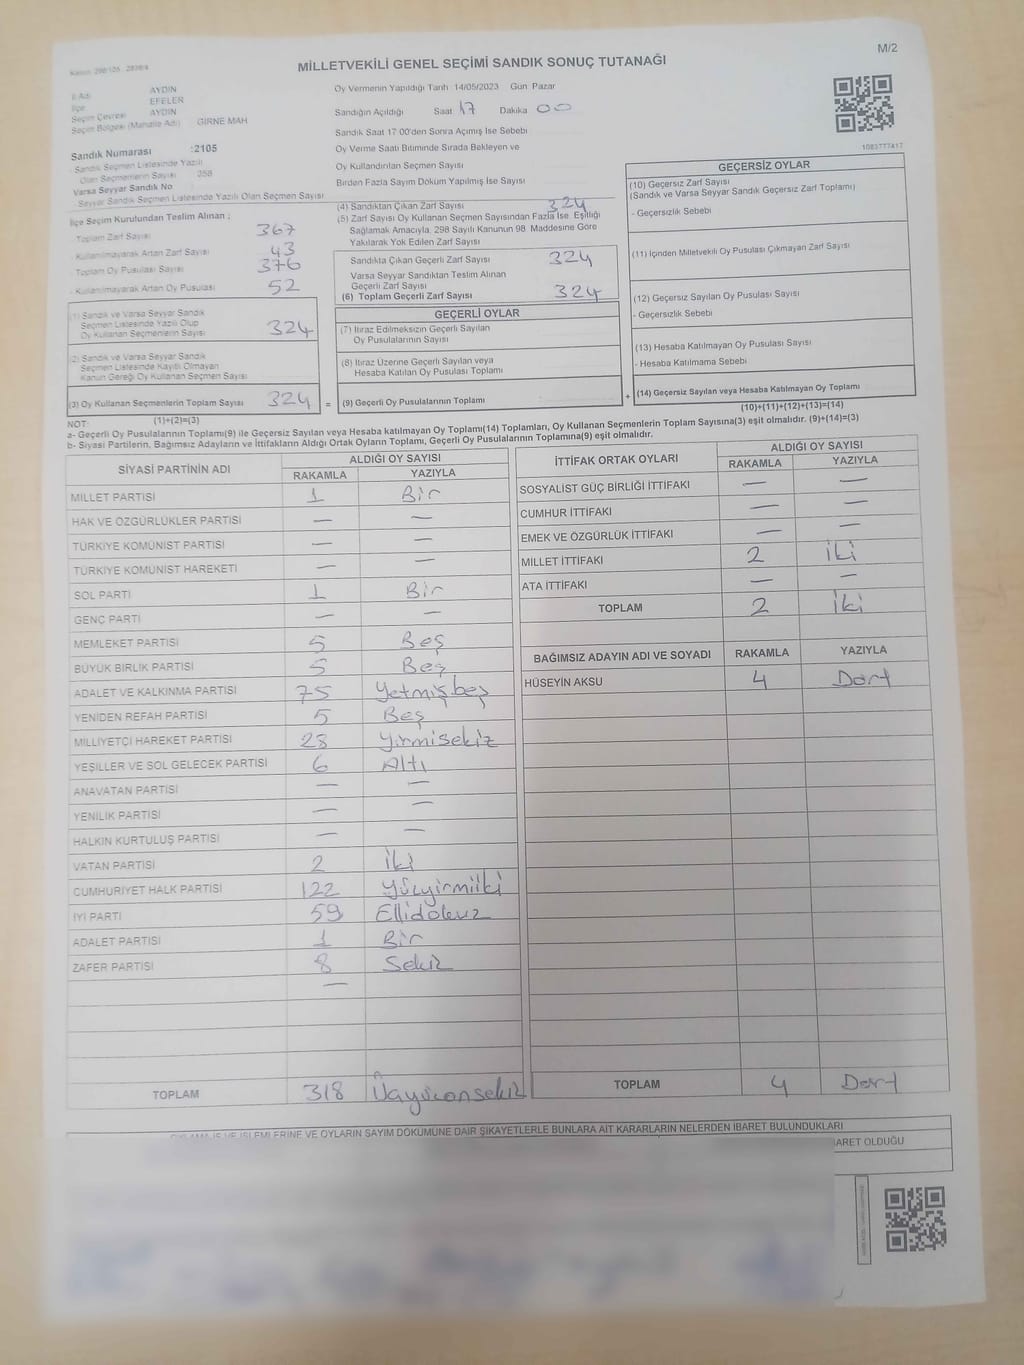 M/2
MİLLETVEKİLİ GENEL SEÇİMİ SANDIK SONUÇ TUTANAĞI
İl Adı AYDIN
İlçe EFELER
Seçim Çevresi AYDIN
Seçim Bölgesi (Mahalle Adı) GİRNE MAH
Sandık Numarası :2105
Sandık Seçmen Listesinde Yazılı
Olan Seçmenlerin Sayısı 358
Varsa Seyyar Sandık No
Seyyar Sandık Seçmen Listesinde Yazılı Olan Seçmen Sayısı
Oy Vermenin Yapıldığı Tarih 14/05/2023 Gün: Pazar
Sandığın Açıldığı Saat 17 Dakika 00
Sandık Saat 17 00'den Sonra Açımış İse Sebebi
Oy Verme Saati Bitiminde Sırada Bekleyen ve
Oy Kullandırılan Seçmen Sayısı
Birden Fazla Sayım Döküm Yapılmış İse Sayısı
1083777417
İlçe Seçim Kurulundan Teslim Alınan ;
Toplam Zarf Sayısı 367
- Kullanılmayarak Artan Zarf Sayısı 43
- Toplam Oy Pusulası Sayısı 376
- Kullanılmayarak Artan Oy Pusulası 52
(1) Sandık ve Varsa Seyyar Sandık
Seçmen Listesinde Yazılı Olup
Oy Kullanan Seçmenlerin Sayısı 324
(2) Sandık ve Varsa Seyyar Sandık
Seçmen Listesinde Kayıtlı Olmayan
Kanun Gereği Oy Kullanan Seçmen Sayısı
(3) Oy Kullanan Seçmenlerin Toplam Sayısı 324 =
(1)+(2)=(3)
(4) Sandıktan Çıkan Zarf Sayısı 324
(5) Zarf Sayısı Oy Kullanan Seçmen Sayısından Fazla İse, Eşitliği
Sağlamak Amacıyla, 298 Sayılı Kanunun 98. Maddesine Göre
Yakılarak Yok Edilen Zarf Sayısı
Sandıkta Çıkan Geçerli Zarf Sayısı 324
Varsa Seyyar Sandıktan Teslim Alınan
Geçerli Zarf Sayısı
(6) Toplam Geçerli Zarf Sayısı 324
GEÇERLİ OYLAR
(7) İtiraz Edilmeksizin Geçerli Sayılan
Oy Pusulalarının Sayısı
(8) İtiraz Üzerine Geçerli Sayılan veya
Hesaba Katılan Oy Pusulası Toplamı
(9) Geçerli Oy Pusulalarının Toplamı +
GEÇERSİZ OYLAR
(10) Geçersiz Zarf Sayısı
(Sandık ve Varsa Seyyar Sandık Geçersiz Zarf Toplamı)
- Geçersizlik Sebebi
(11) İçinden Milletvekili Oy Pusulası Çıkmayan Zarf Sayısı
(12) Geçersiz Sayılan Oy Pusulası Sayısı
- Geçersizlik Sebebi
(13) Hesaba Katılmayan Oy Pusulası Sayısı
- Hesaba Katılmama Sebebi
(14) Geçersiz Sayılan veya Hesaba Katılmayan Oy Toplamı
(10)+(11)+(12)+(13)=(14)
NOT:
a- Geçerli Oy Pusulalarının Toplamı(9) ile Geçersiz Sayılan veya Hesaba katılmayan Oy Toplamı(14) Toplamları, Oy Kullanan Seçmenlerin Toplam Sayısına(3) eşit olmalıdır. (9)+(14)=(3)
b- Siyasi Partilerin, Bağımsız Adayların ve İttifakların Aldığı Ortak Oyların Toplamı, Geçerli Oy Pusulalarının Toplamına(9) eşit olmalıdır.
SİYASİ PARTİNİN ADI ALDIĞI OY SAYISI
RAKAMLA YAZIYLA
MİLLET PARTİSİ 1 Bir
HAK VE ÖZGÜRLÜKLER PARTİSİ — —
TÜRKİYE KOMÜNİST PARTİSİ — —
TÜRKİYE KOMÜNİST HAREKETİ — —
SOL PARTİ 1 Bir
GENÇ PARTİ — —
MEMLEKET PARTİSİ 5 Beş
BÜYÜK BİRLİK PARTİSİ 5 Beş
ADALET VE KALKINMA PARTİSİ 75 Yetmişbeş
YENİDEN REFAH PARTİSİ 5 Beş
MİLLİYETÇİ HAREKET PARTİSİ 28 Yirmisekiz
YEŞİLLER VE SOL GELECEK PARTİSİ 6 Altı
ANAVATAN PARTİSİ — —
YENİLİK PARTİSİ — —
HALKIN KURTULUŞ PARTİSİ — —
VATAN PARTİSİ 2 İki
CUMHURİYET HALK PARTİSİ 122 Yüzyirmiiki
İYİ PARTİ 59 Ellidokuz
ADALET PARTİSİ 1 Bir
ZAFER PARTİSİ 8 Sekiz
—
TOPLAM 318 Üçyüzonsekiz
İTTİFAK ORTAK OYLARI ALDIĞI OY SAYISI
RAKAMLA YAZIYLA
SOSYALİST GÜÇ BİRLİĞİ İTTİFAKI — —
CUMHUR İTTİFAKI — —
EMEK VE ÖZGÜRLÜK İTTİFAKI — —
MİLLET İTTİFAKI 2 İki
ATA İTTİFAKI — —
TOPLAM 2 İki
BAĞIMSIZ ADAYIN ADI VE SOYADI RAKAMLA YAZIYLA
HÜSEYİN AKSU 4 Dört
TOPLAM 4 Dört
OYLAMA İŞ VE İŞLEMLERİNE VE OYLARIN SAYIM DÖKÜMÜNE DAİR ŞİKAYETLERLE BUNLARA AİT KARARLARIN NELERDEN İBARET BULUNDUKLARI
İBARET OLDUĞU